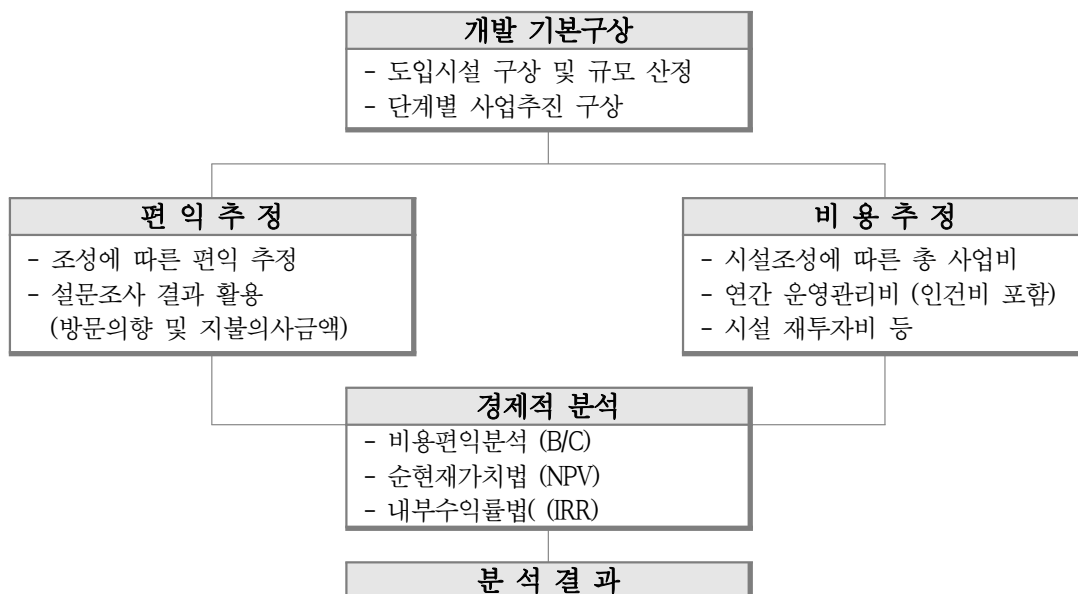 개발 기본구상
- 도입시설 구상 및 규모 산정
- 단계별 사업추진 구상
편 익 추 정
- 조성에 따른 편익 추정
- 설문조사 결과 활용
(방문의향 및 지불의사금액)
비 용 추 정
- 시설조성에 따른 총 사업비
- 연간 운영관리비 (인건비 포함)
- 시설 재투자비 등
경제적 분석
- 비용편익분석 (B/C)
- 순현재가치법 (NPV)
- 내부수익률법( (IRR)
분 석 결 과